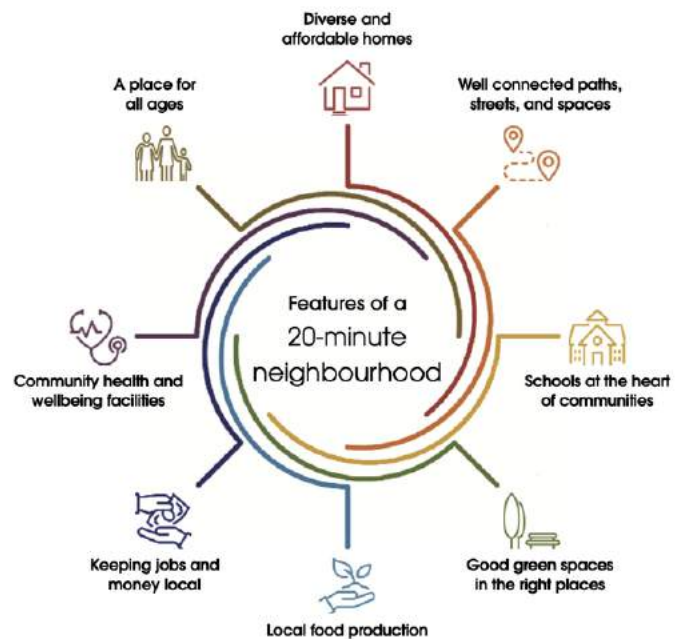 Diverse and
affordable homes
A place for
all ages
Well connected paths,
streets, and spaces
Features of a
20-minute
neighbourhood
Community health and
wellbeing facilities
Schools at the heart
of communities
Keeping jobs and
money local
Good green spaces
in the right places
Local food production